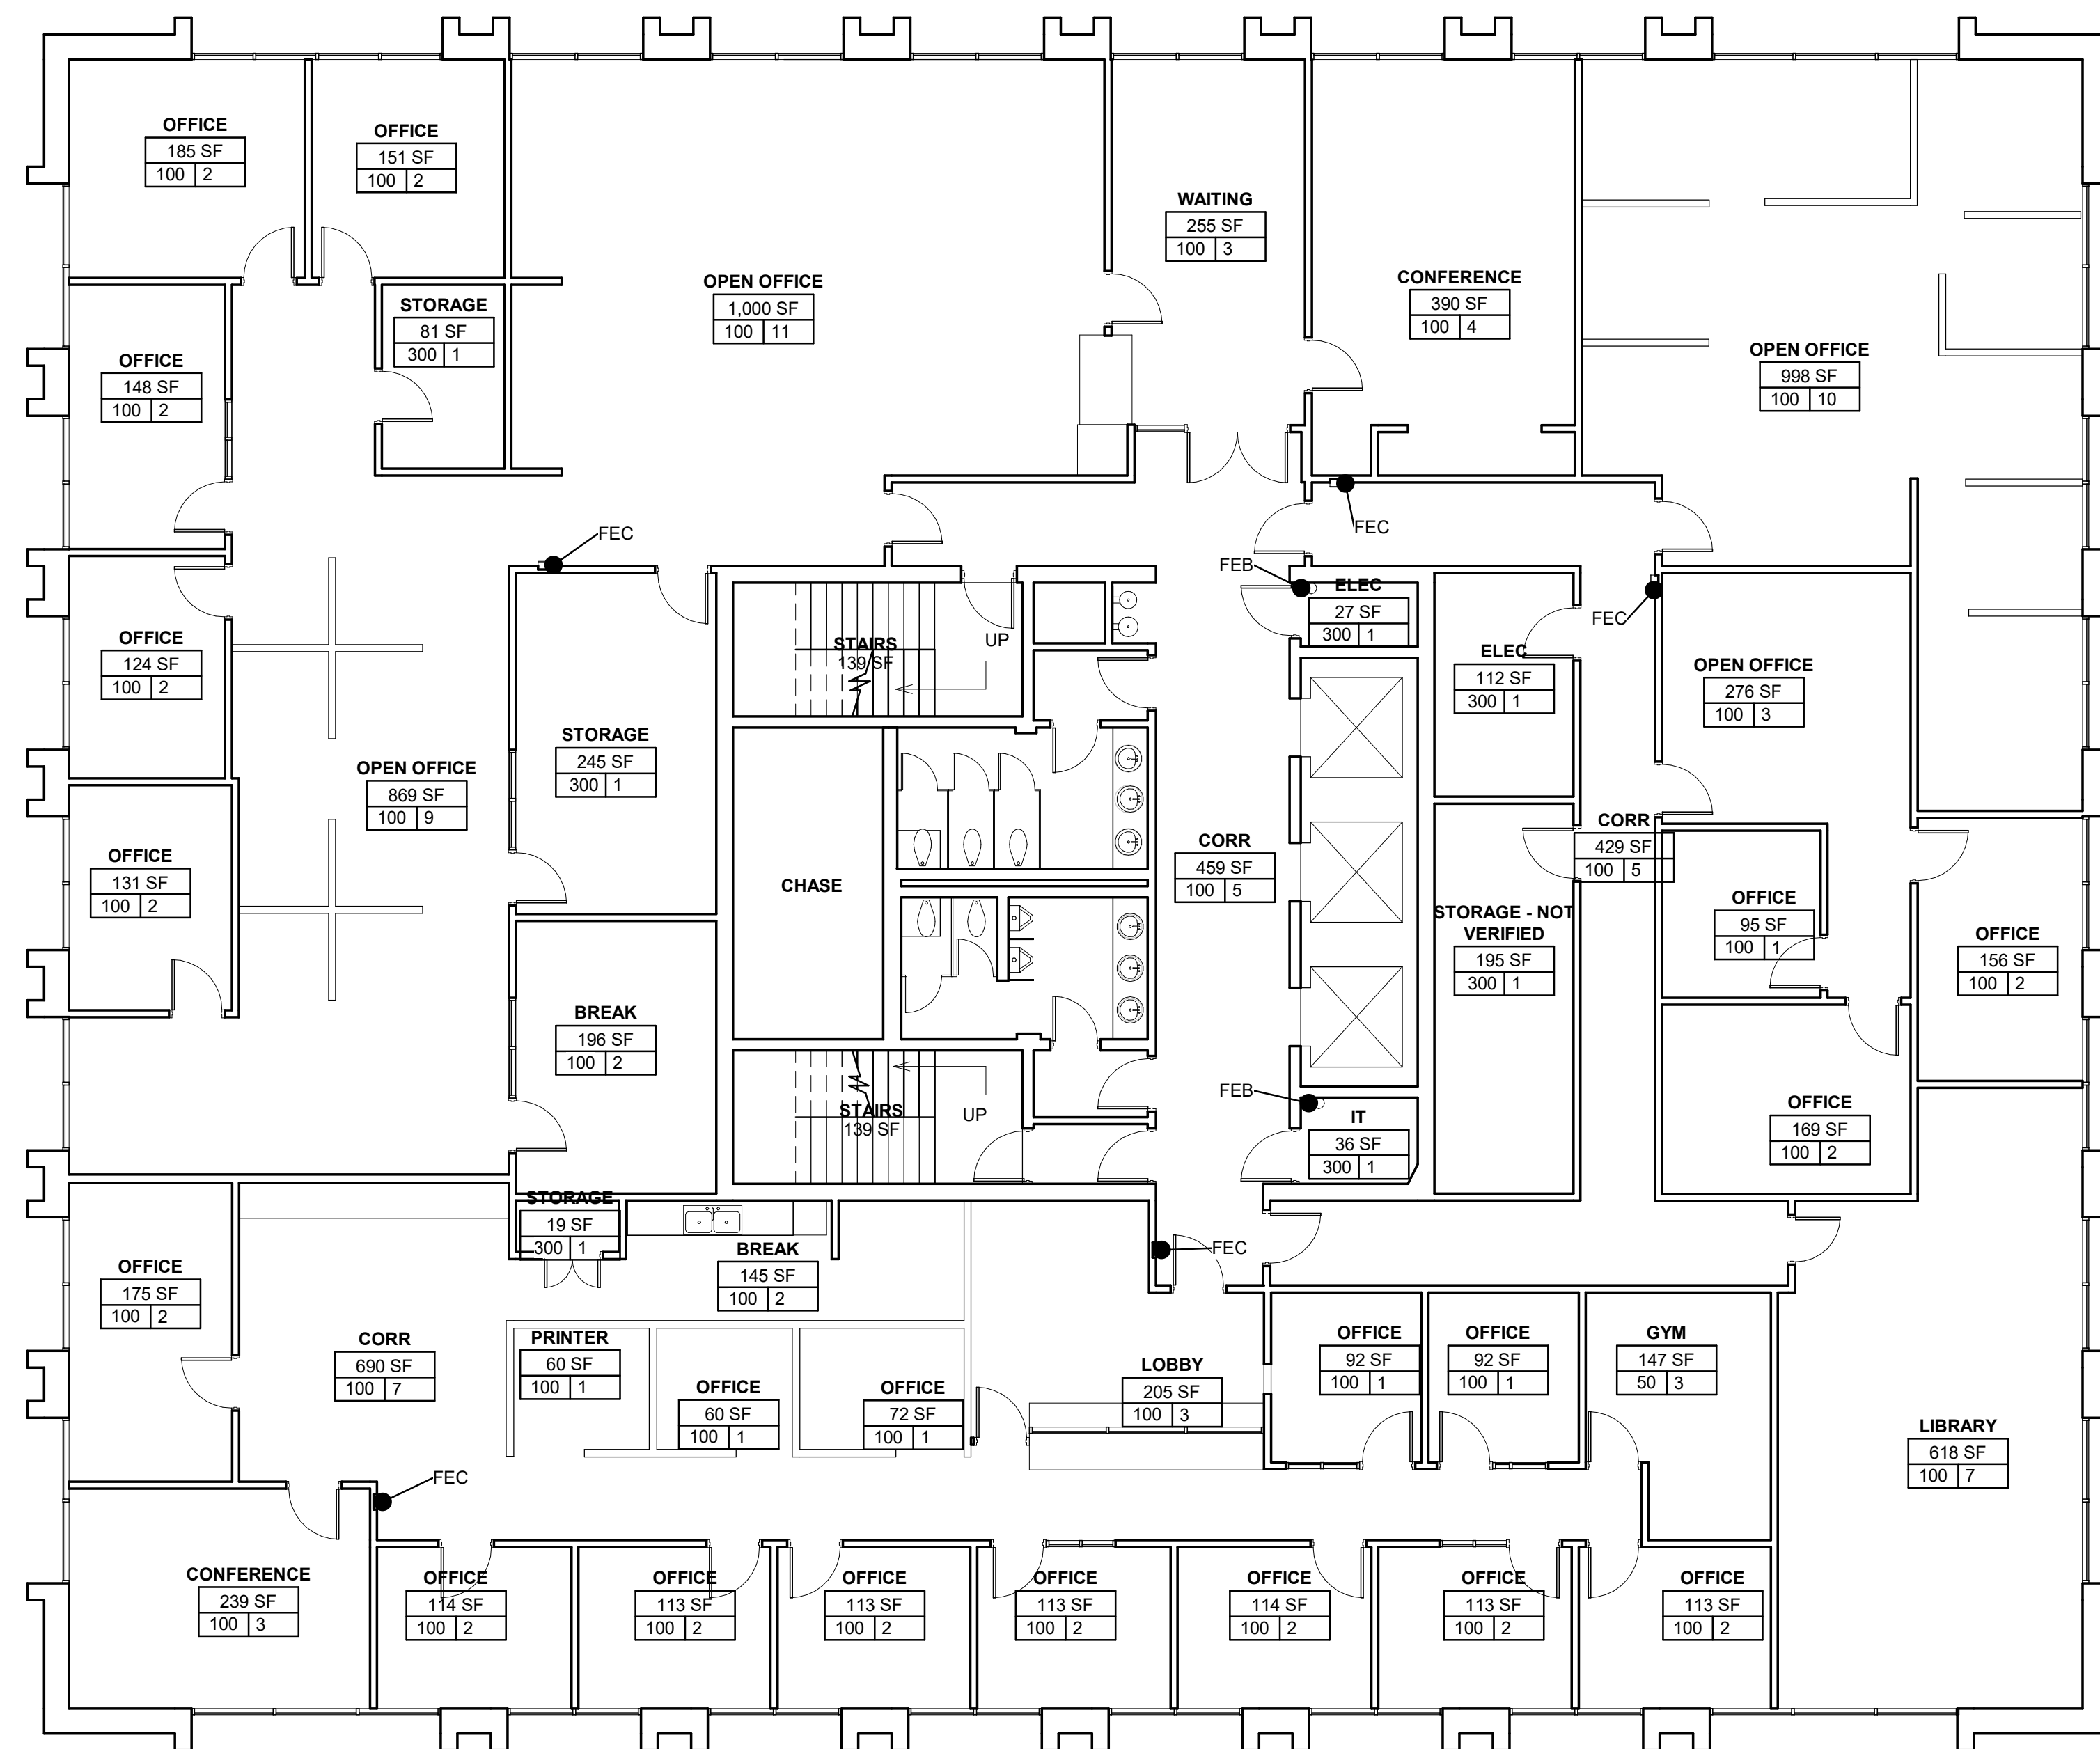 OFFICE
185 SF
100 2
OFFICE
151 SF
100 2
WAITING
255 SF
100 3
OPEN OFFICE
1,000 SF
100 11
CONFERENCE
390 SF
100 4
STORAGE
81 SF
300 1
OFFICE
148 SF
100 2
OPEN OFFICE
998 SF
100 10
FEC
FEC
FEB
ELEC
27 SF
300 1
FEC
OFFICE
124 SF
100 2
STAIRS
139 SF
UP
ELEC
112 SF
300 1
OPEN OFFICE
276 SF
100 3
STORAGE
245 SF
300 1
OPEN OFFICE
869 SF
100 9
OFFICE
131 SF
100 2
CHASE
CORR
459 SF
100 5
CORR
429 SF
100 5
STORAGE - NOT
VERIFIED
195 SF
300 1
OFFICE
95 SF
100 1
OFFICE
156 SF
100 2
BREAK
196 SF
100 2
STAIRS
139 SF
UP
FEB
IT
36 SF
300 1
OFFICE
169 SF
100 2
STORAGE
19 SF
300 1
BREAK
145 SF
100 2
FEC
OFFICE
175 SF
100 2
CORR
690 SF
100 7
PRINTER
60 SF
100 1
OFFICE
60 SF
100 1
OFFICE
72 SF
100 1
LOBBY
205 SF
100 3
OFFICE
92 SF
100 1
OFFICE
92 SF
100 1
GYM
147 SF
50 3
LIBRARY
618 SF
100 7
FEC
CONFERENCE
239 SF
100 3
OFFICE
114 SF
100 2
OFFICE
113 SF
100 2
OFFICE
113 SF
100 2
OFFICE
113 SF
100 2
OFFICE
114 SF
100 2
OFFICE
113 SF
100 2
OFFICE
113 SF
100 2